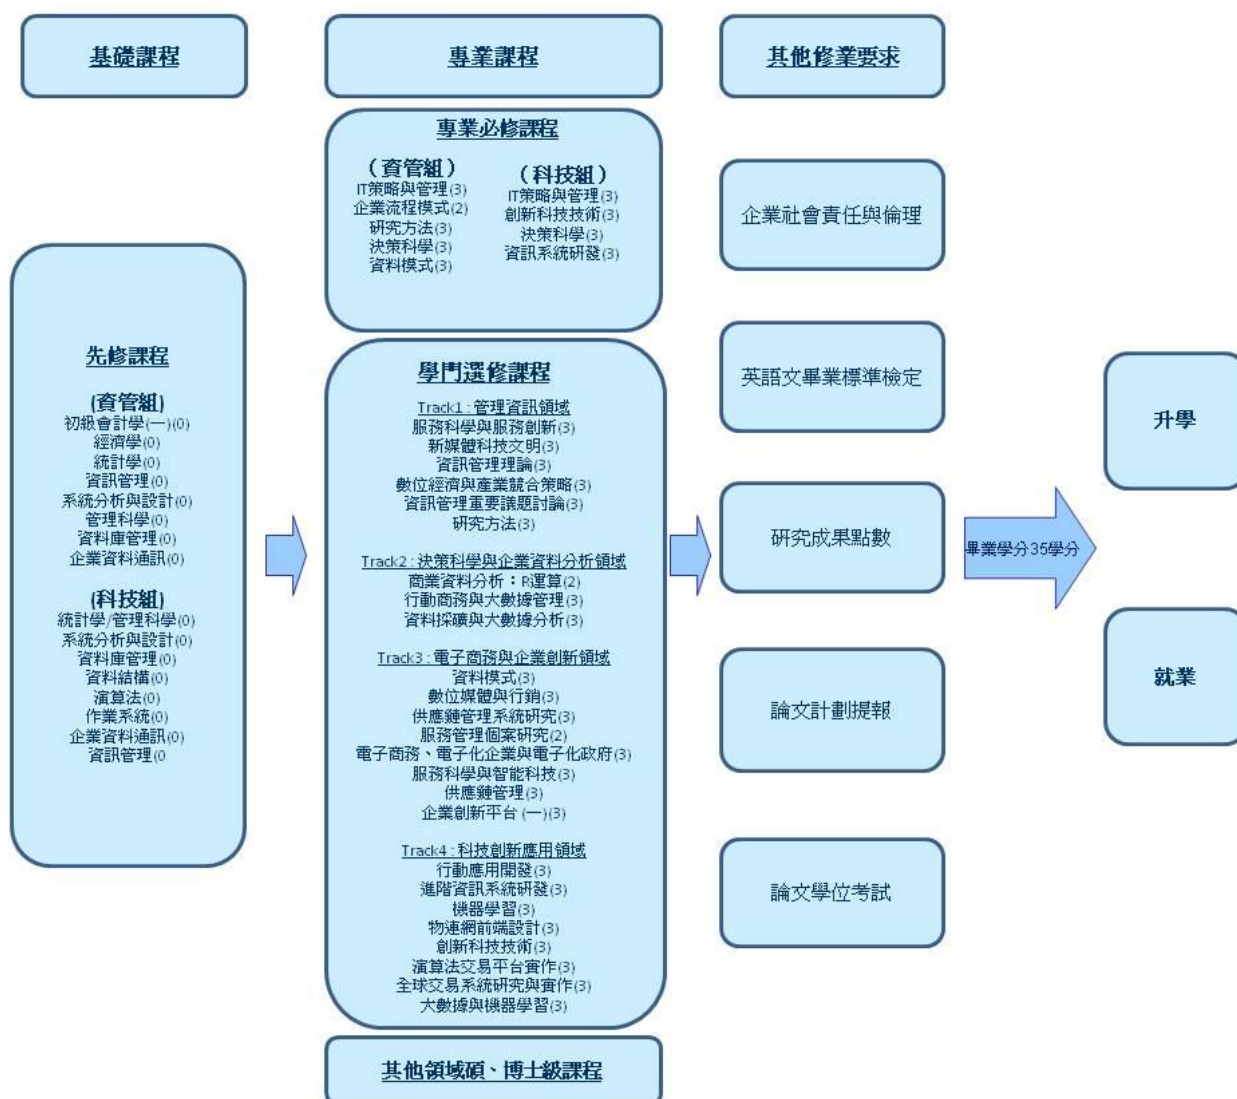 基礎課程
先修課程
(資管組)
初級會計學(一)(0)
經濟學(0)
統計學(0)
資訊管理(0)
系統分析與設計(0)
管理科學(0)
資料庫管理(0)
企業資料通訊(0)
(科技組)
統計學/管理科學(0)
系統分析與設計(0)
資料庫管理(0)
資料結構(0)
演算法(0)
作業系統(0)
企業資料通訊(0)
資訊管理(0
專業課程
專業必修課程
(資管組)
IT策略與管理(3)
企業流程模式(2)
研究方法(3)
決策科學(3)
資料模式(3)
(科技組)
IT策略與管理(3)
創新科技技術(3)
決策科學(3)
資訊系統研發(3)
學門選修課程
Track1 : 管理資訊領域
服務科學與服務創新(3)
新媒體科技文明(3)
資訊管理理論(3)
數位經濟與產業競合策略(3)
資訊管理重要議題討論(3)
研究方法(3)
Track2 : 決策科學與企業資料分析領域
商業資料分析：R運算(2)
行動商務與大數據管理(3)
資料採礦與大數據分析(3)
Track3 : 電子商務與企業創新領域
資料模式(3)
數位媒體與行銷(3)
供應鏈管理系統研究(3)
服務管理個案研究(2)
電子商務、電子化企業與電子化政府(3)
服務科學與智能科技(3)
供應鏈管理(3)
企業創新平台 (一)(3)
Track4 : 科技創新應用領域
行動應用開發(3)
進階資訊系統研發(3)
機器學習(3)
物連網前端設計(3)
創新科技技術(3)
演算法交易平台實作(3)
全球交易系統研究與實作(3)
大數據與機器學習(3)
其他領域碩、博士級課程
其他修業要求
企業社會責任與倫理
英語文畢業標準檢定
研究成果點數
論文計劃提報
論文學位考試
畢業學分35學分
升學
就業